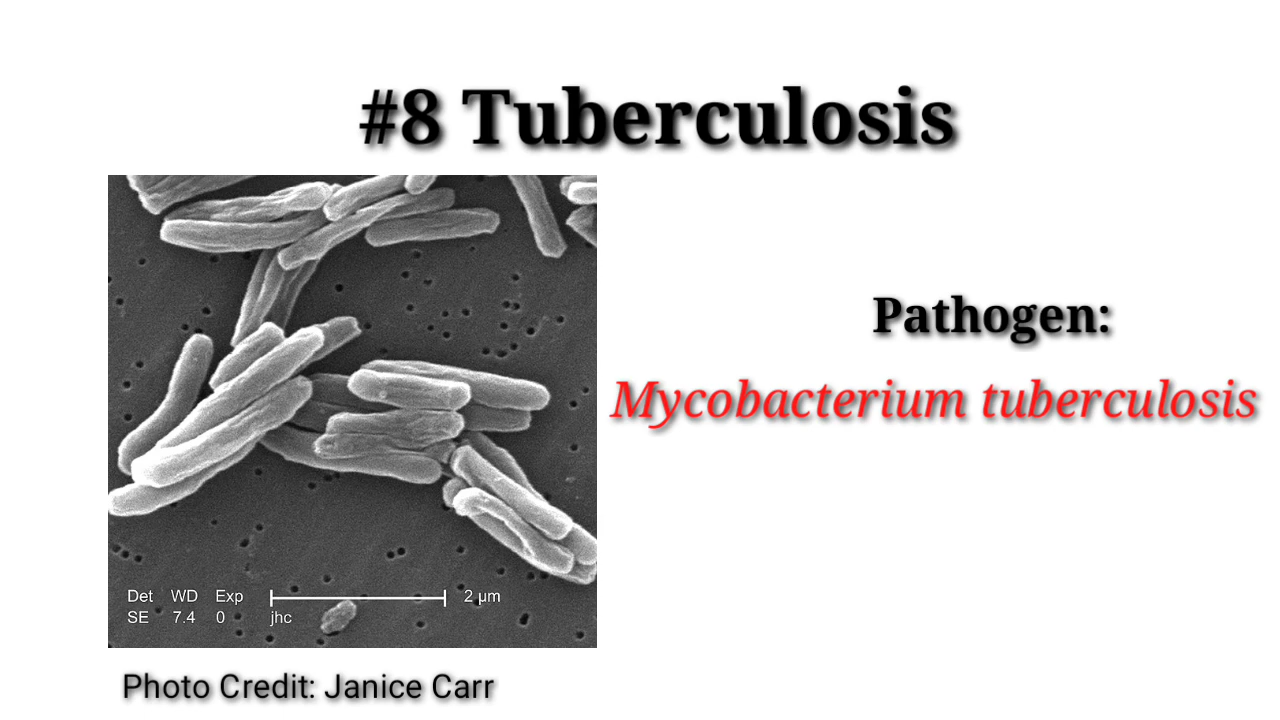 #8 Tuberculosis
Pathogen:
Mycobacterium tuberculosis
Det WD Exp 2 µm
SE 7.4 0 jhc
Photo Credit: Janice Carr